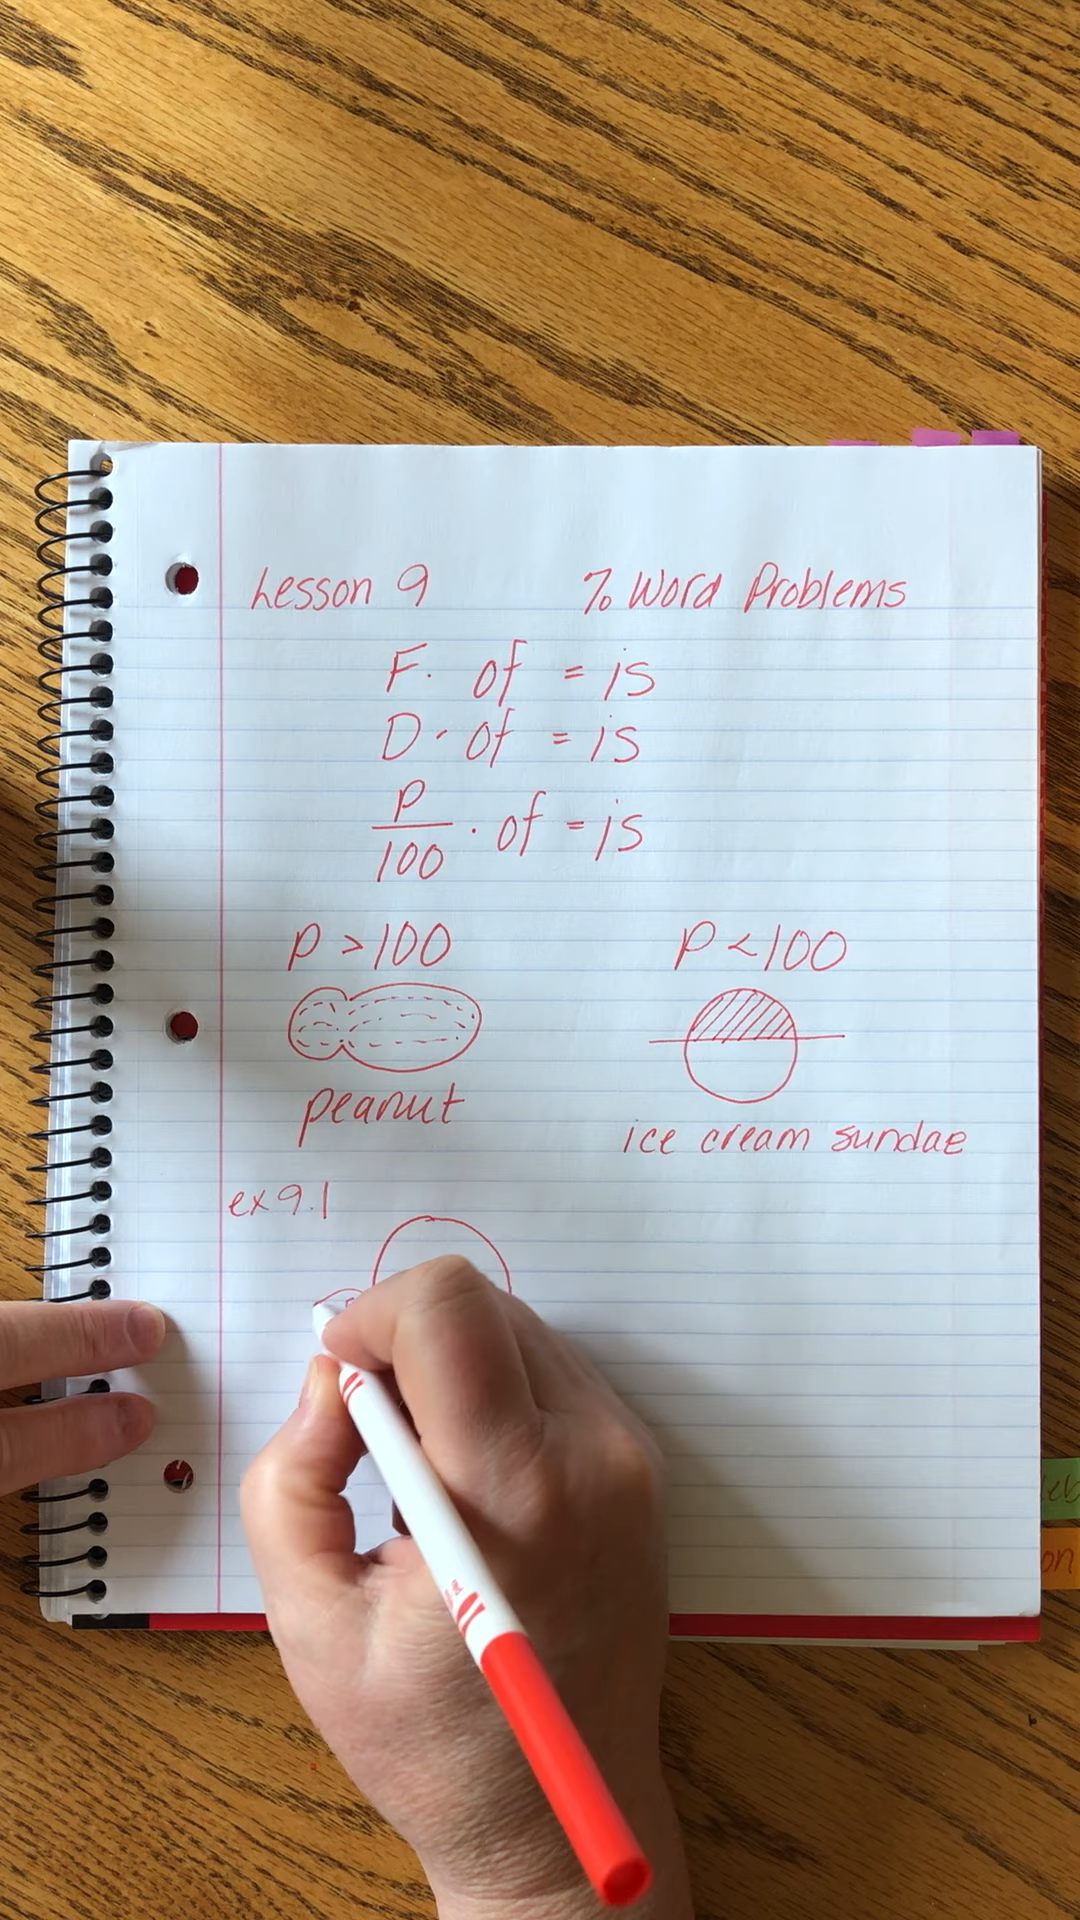 Lesson 9 % Word Problems
F. of = is
D · of = is
P
100 · of = is
P > 100 P < 100
peanut
ice cream sundae
ex 9.1
on